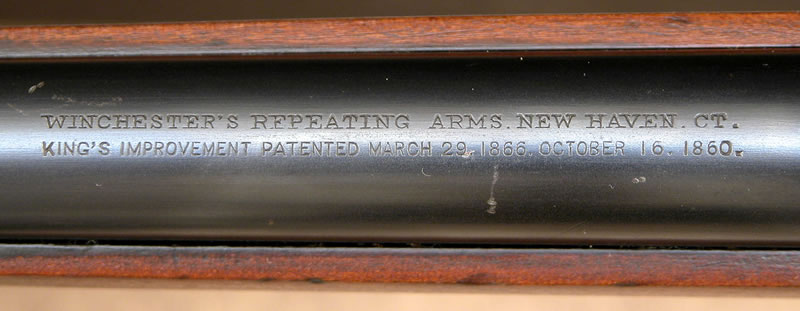 WINCHESTER'S REPEATING ARMS. NEW HAVEN. CT.
KING'S IMPROVEMENT PATENTED MARCH 29. 1866. OCTOBER 16. 1860.